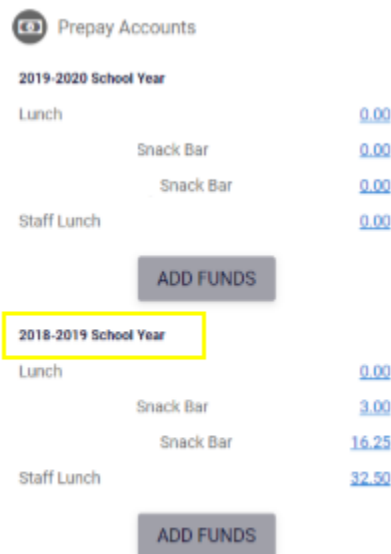 Prepay Accounts
2019-2020 School Year
Lunch 0.00
Snack Bar 0.00
Snack Bar 0.00
Staff Lunch 0.00
ADD FUNDS
2018-2019 School Year
Lunch 0.00
Snack Bar 3.00
Snack Bar 16.25
Staff Lunch 32.50
ADD FUNDS